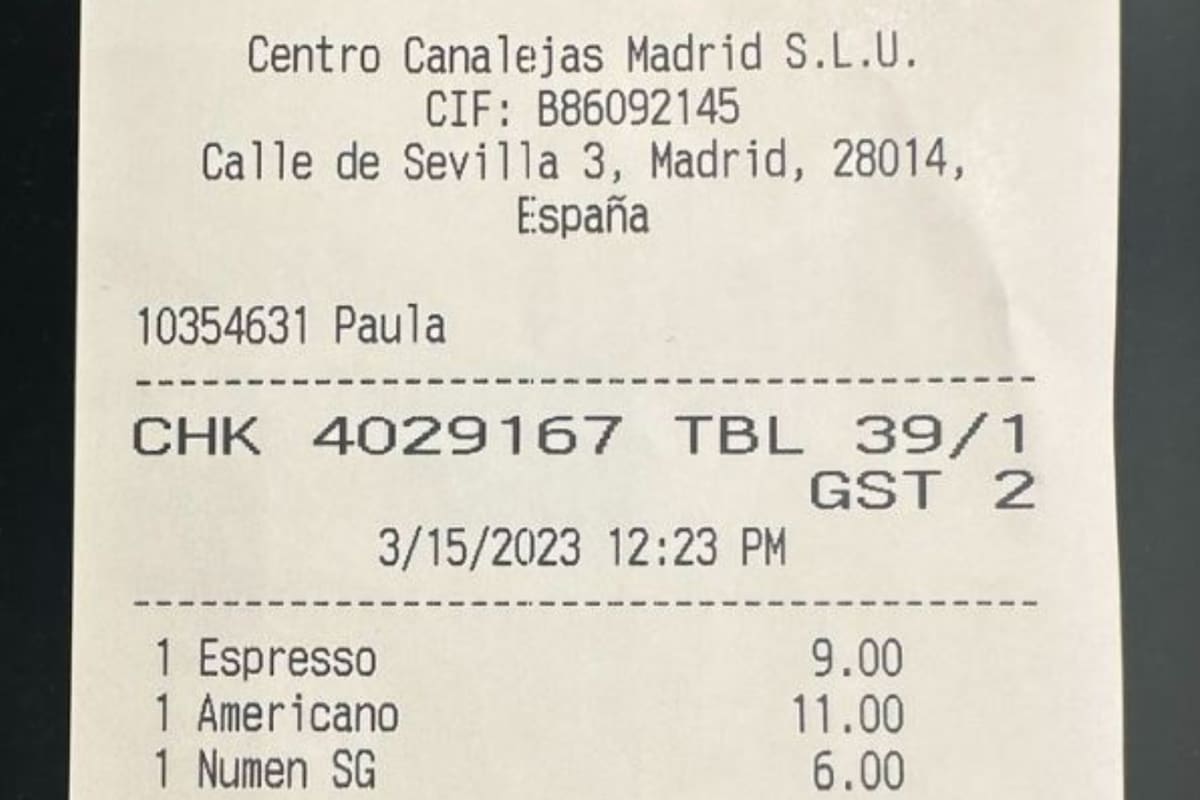 Centro Canalejas Madrid S.L.U.
CIF: B86092145
Calle de Sevilla 3, Madrid, 28014,
España
10354631 Paula
-----------------------------------------------
CHK 4029167 TBL 39/1
GST 2
3/15/2023 12:23 PM
-----------------------------------------------
1 Espresso 9.00
1 Americano 11.00
1 Numen SG 6.00